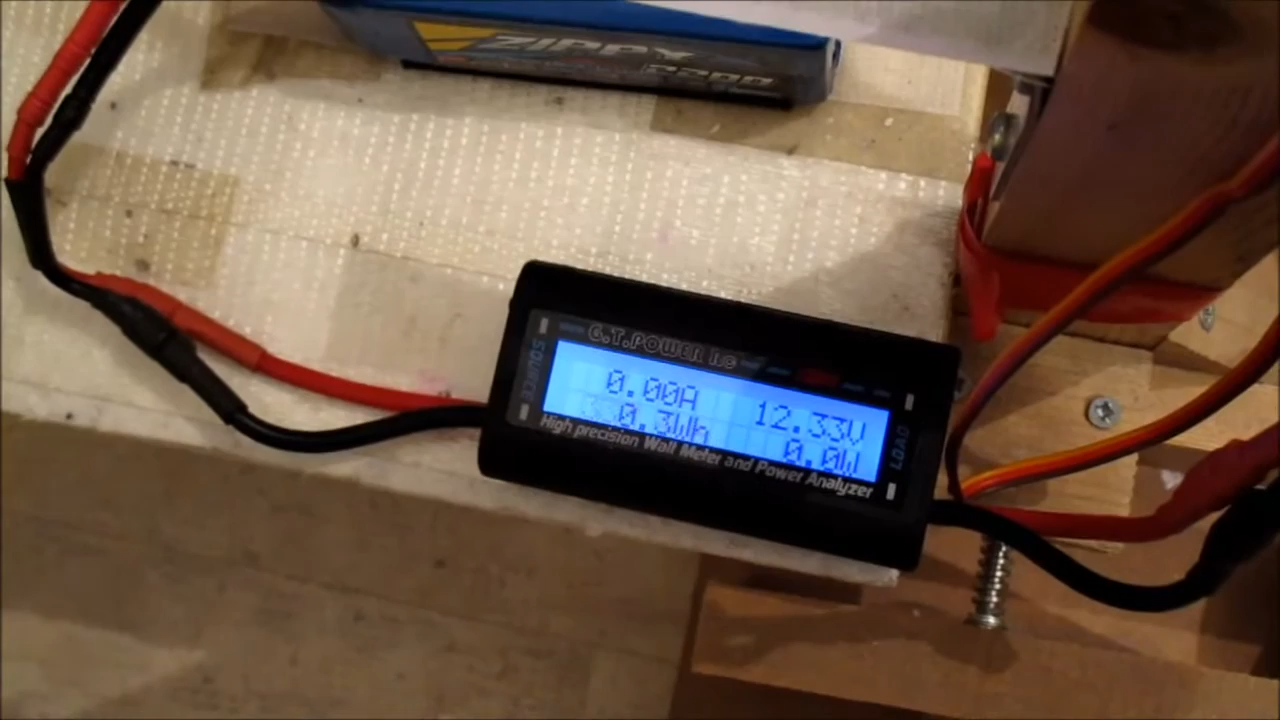 ZIPPY
2200
G.T.POWER RC
SOURCE
0.00A 12.33V
0.3Wh 0.0W
LOAD
High precision Wall Meter and Power Analyzer